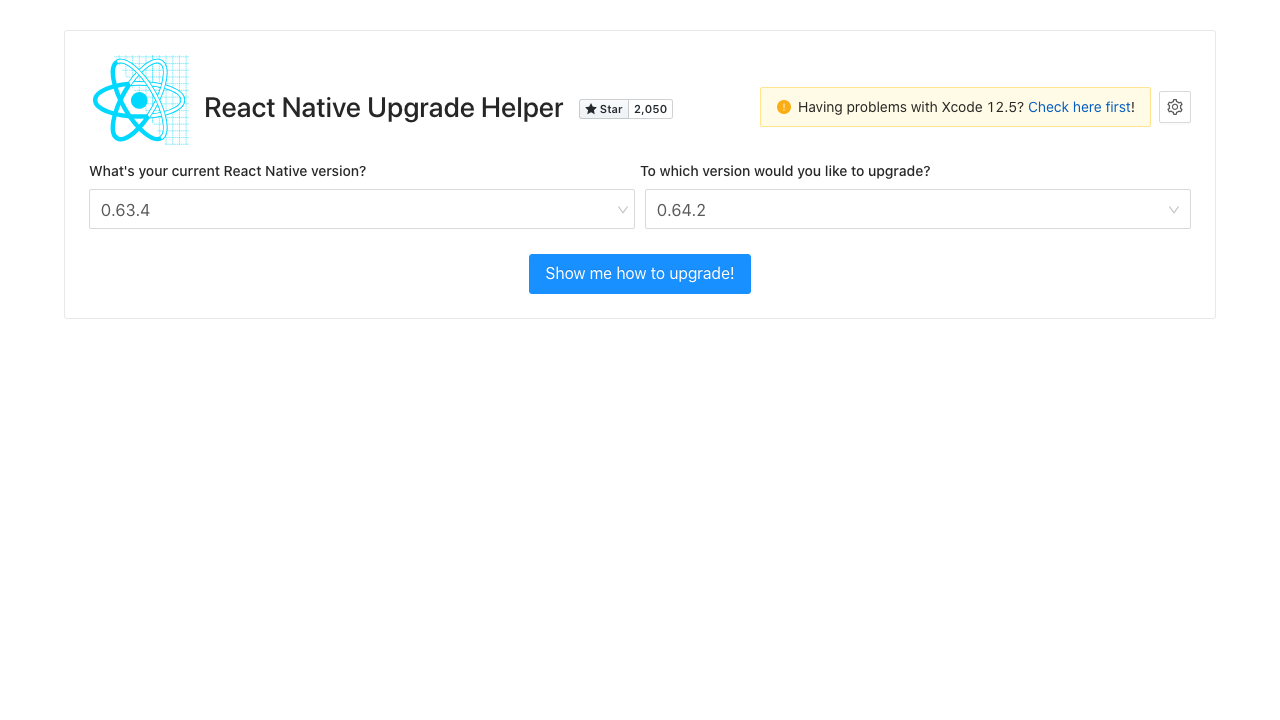 React Native Upgrade Helper
Star 2,050
Having problems with Xcode 12.5? Check here first!
What's your current React Native version?
To which version would you like to upgrade?
0.63.4
0.64.2
Show me how to upgrade!